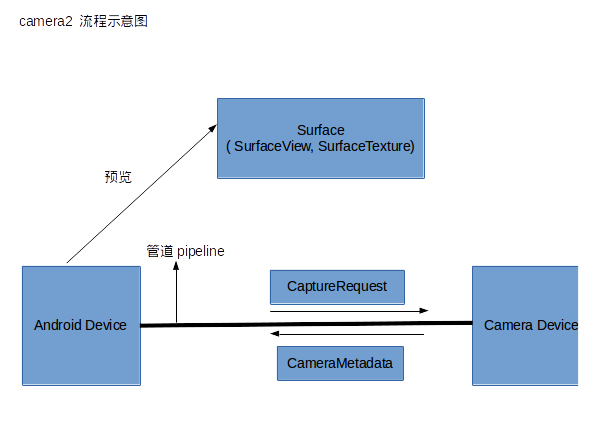 camera2 流程示意图
Surface
( SurfaceView, SurfaceTexture)
预览
管道 pipeline
CaptureRequest
Android Device
Camera Device
CameraMetadata